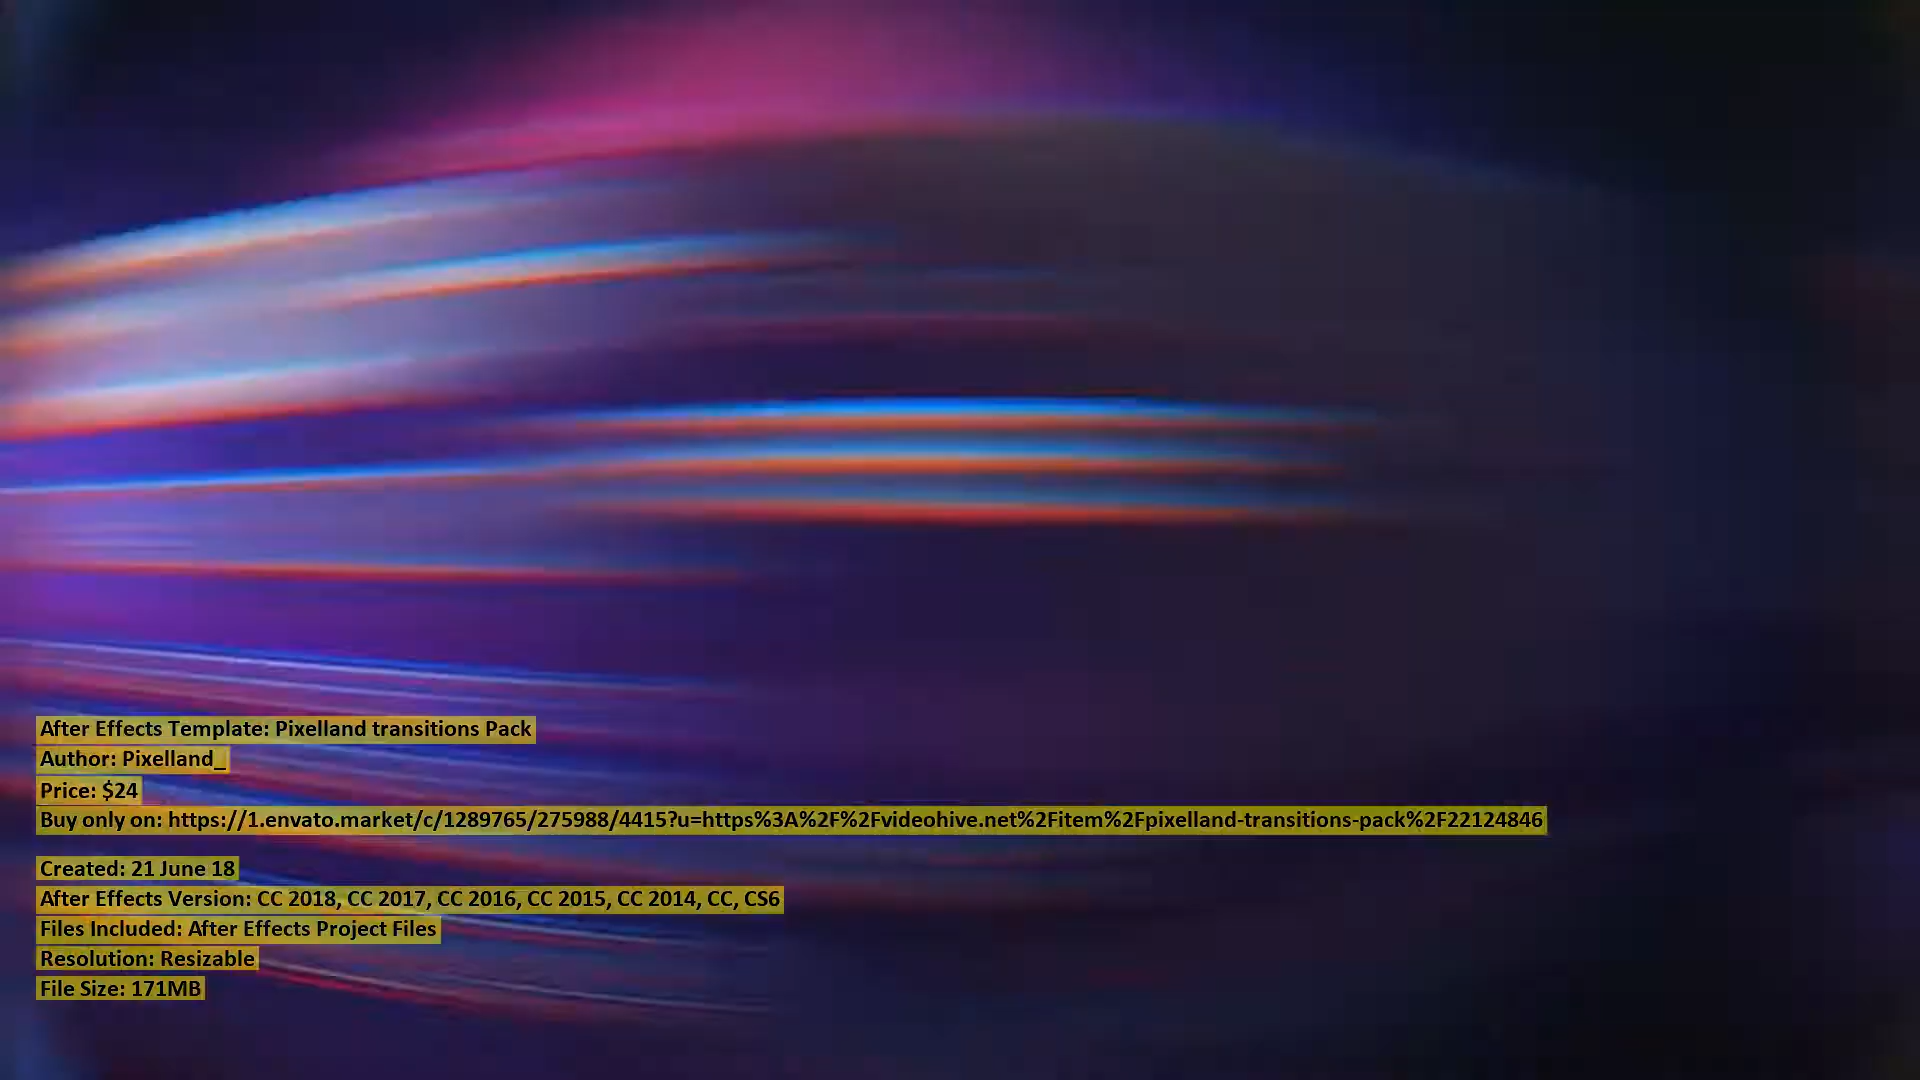 After Effects Template: Pixelland transitions Pack
Author: Pixelland_
Price: $24
Buy only on: https://1.envato.market/c/1289765/275988/4415?u=https%3A%2F%2Fvideohive.net%2Fitem%2Fpixelland-transitions-pack%2F22124846
Created: 21 June 18
After Effects Version: CC 2018, CC 2017, CC 2016, CC 2015, CC 2014, CC, CS6
Files Included: After Effects Project Files
Resolution: Resizable
File Size: 171MB